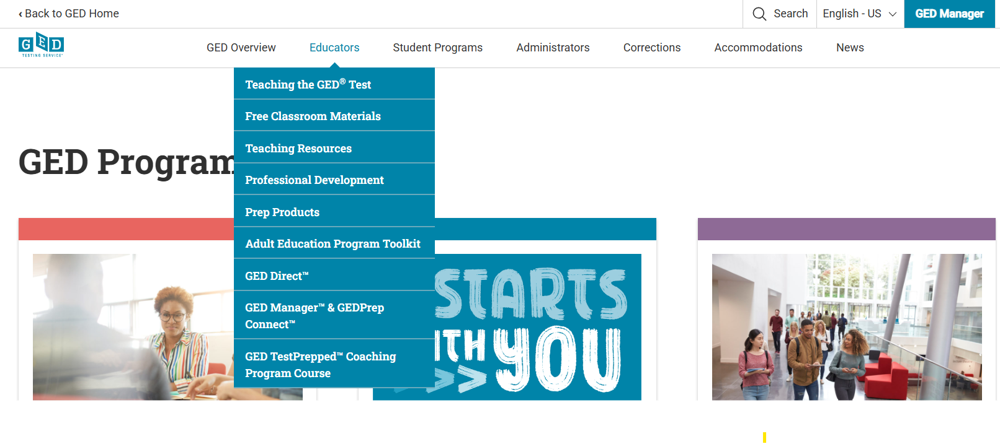 ‹ Back to GED Home
Search
English - US
GED Manager
GED
TESTING SERVICE®
GED Overview
Educators
Student Programs
Administrators
Corrections
Accommodations
News
Teaching the GED® Test
Free Classroom Materials
Teaching Resources
Professional Development
Prep Products
Adult Education Program Toolkit
GED Direct™
GED Manager™ & GEDPrep
Connect™
GED TestPrepped™ Coaching
Program Course
GED Program
STARTS
ITH YOU
>>